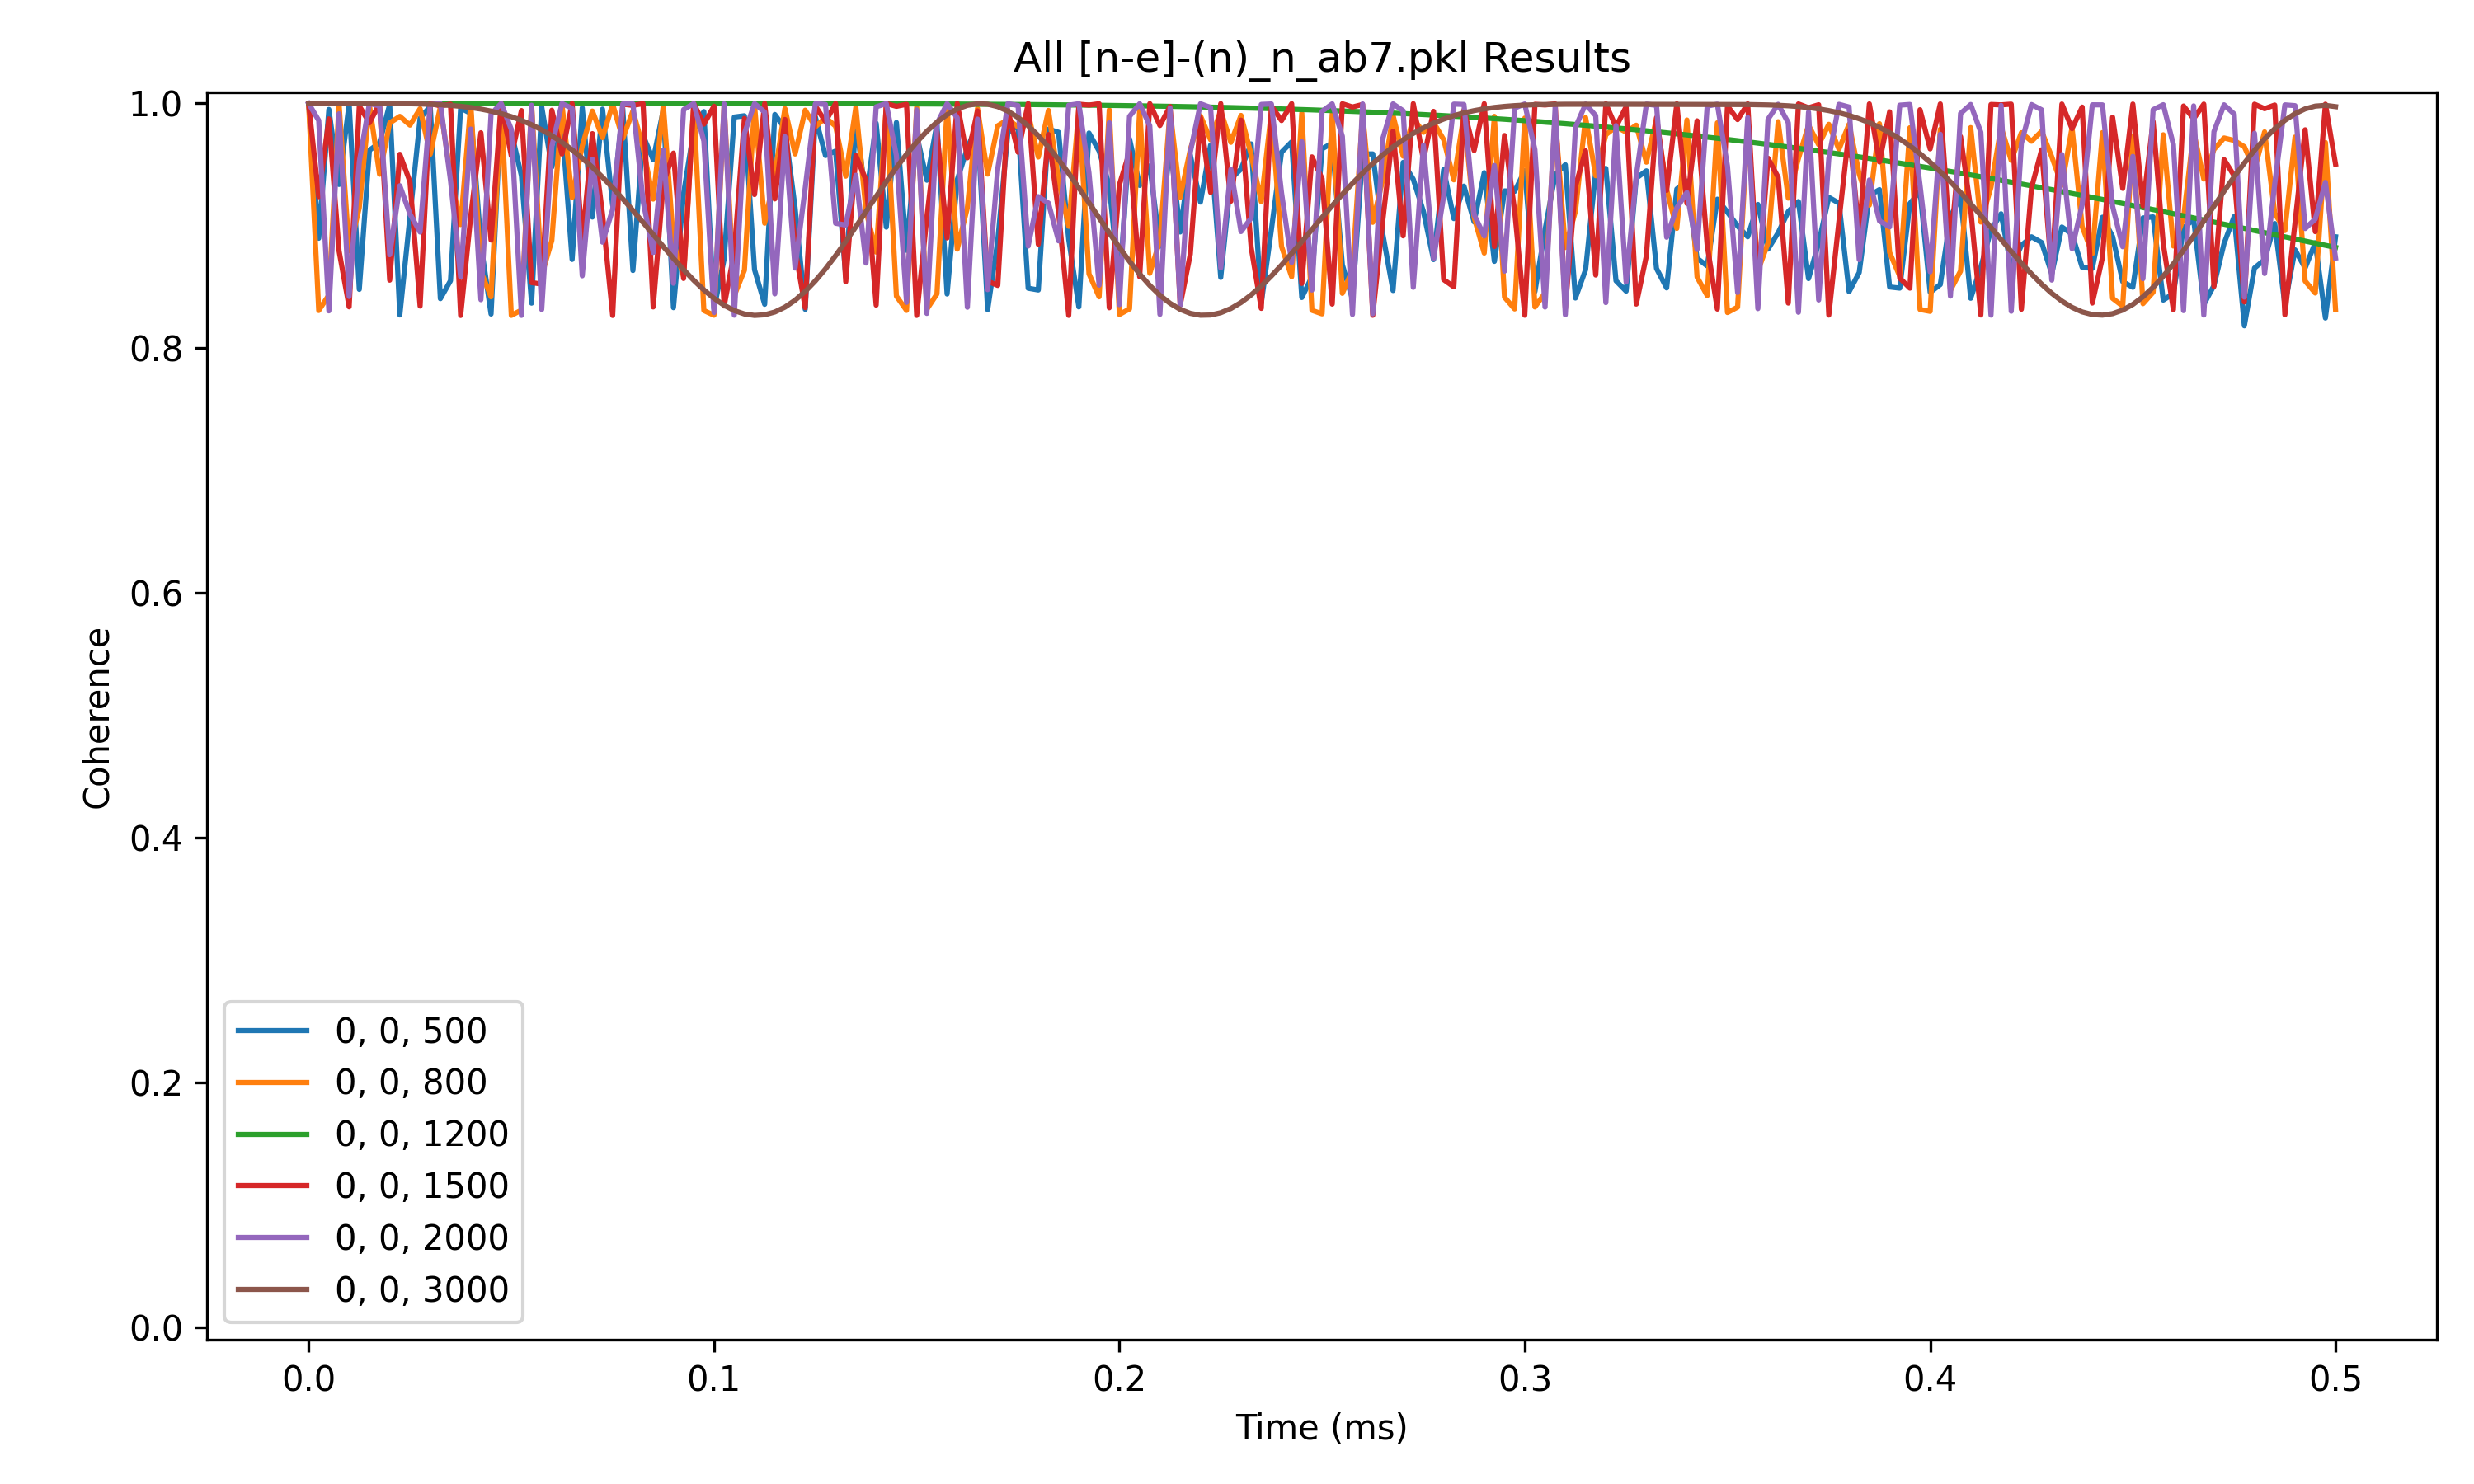 All [n-e]-(n)_n_ab7.pkl Results
1.0
0.8
0.6
0.4
0.2
0.0
Coherence
0, 0, 500
0, 0, 800
0, 0, 1200
0, 0, 1500
0, 0, 2000
0, 0, 3000
0.0 0.1 0.2 0.3 0.4 0.5
Time (ms)